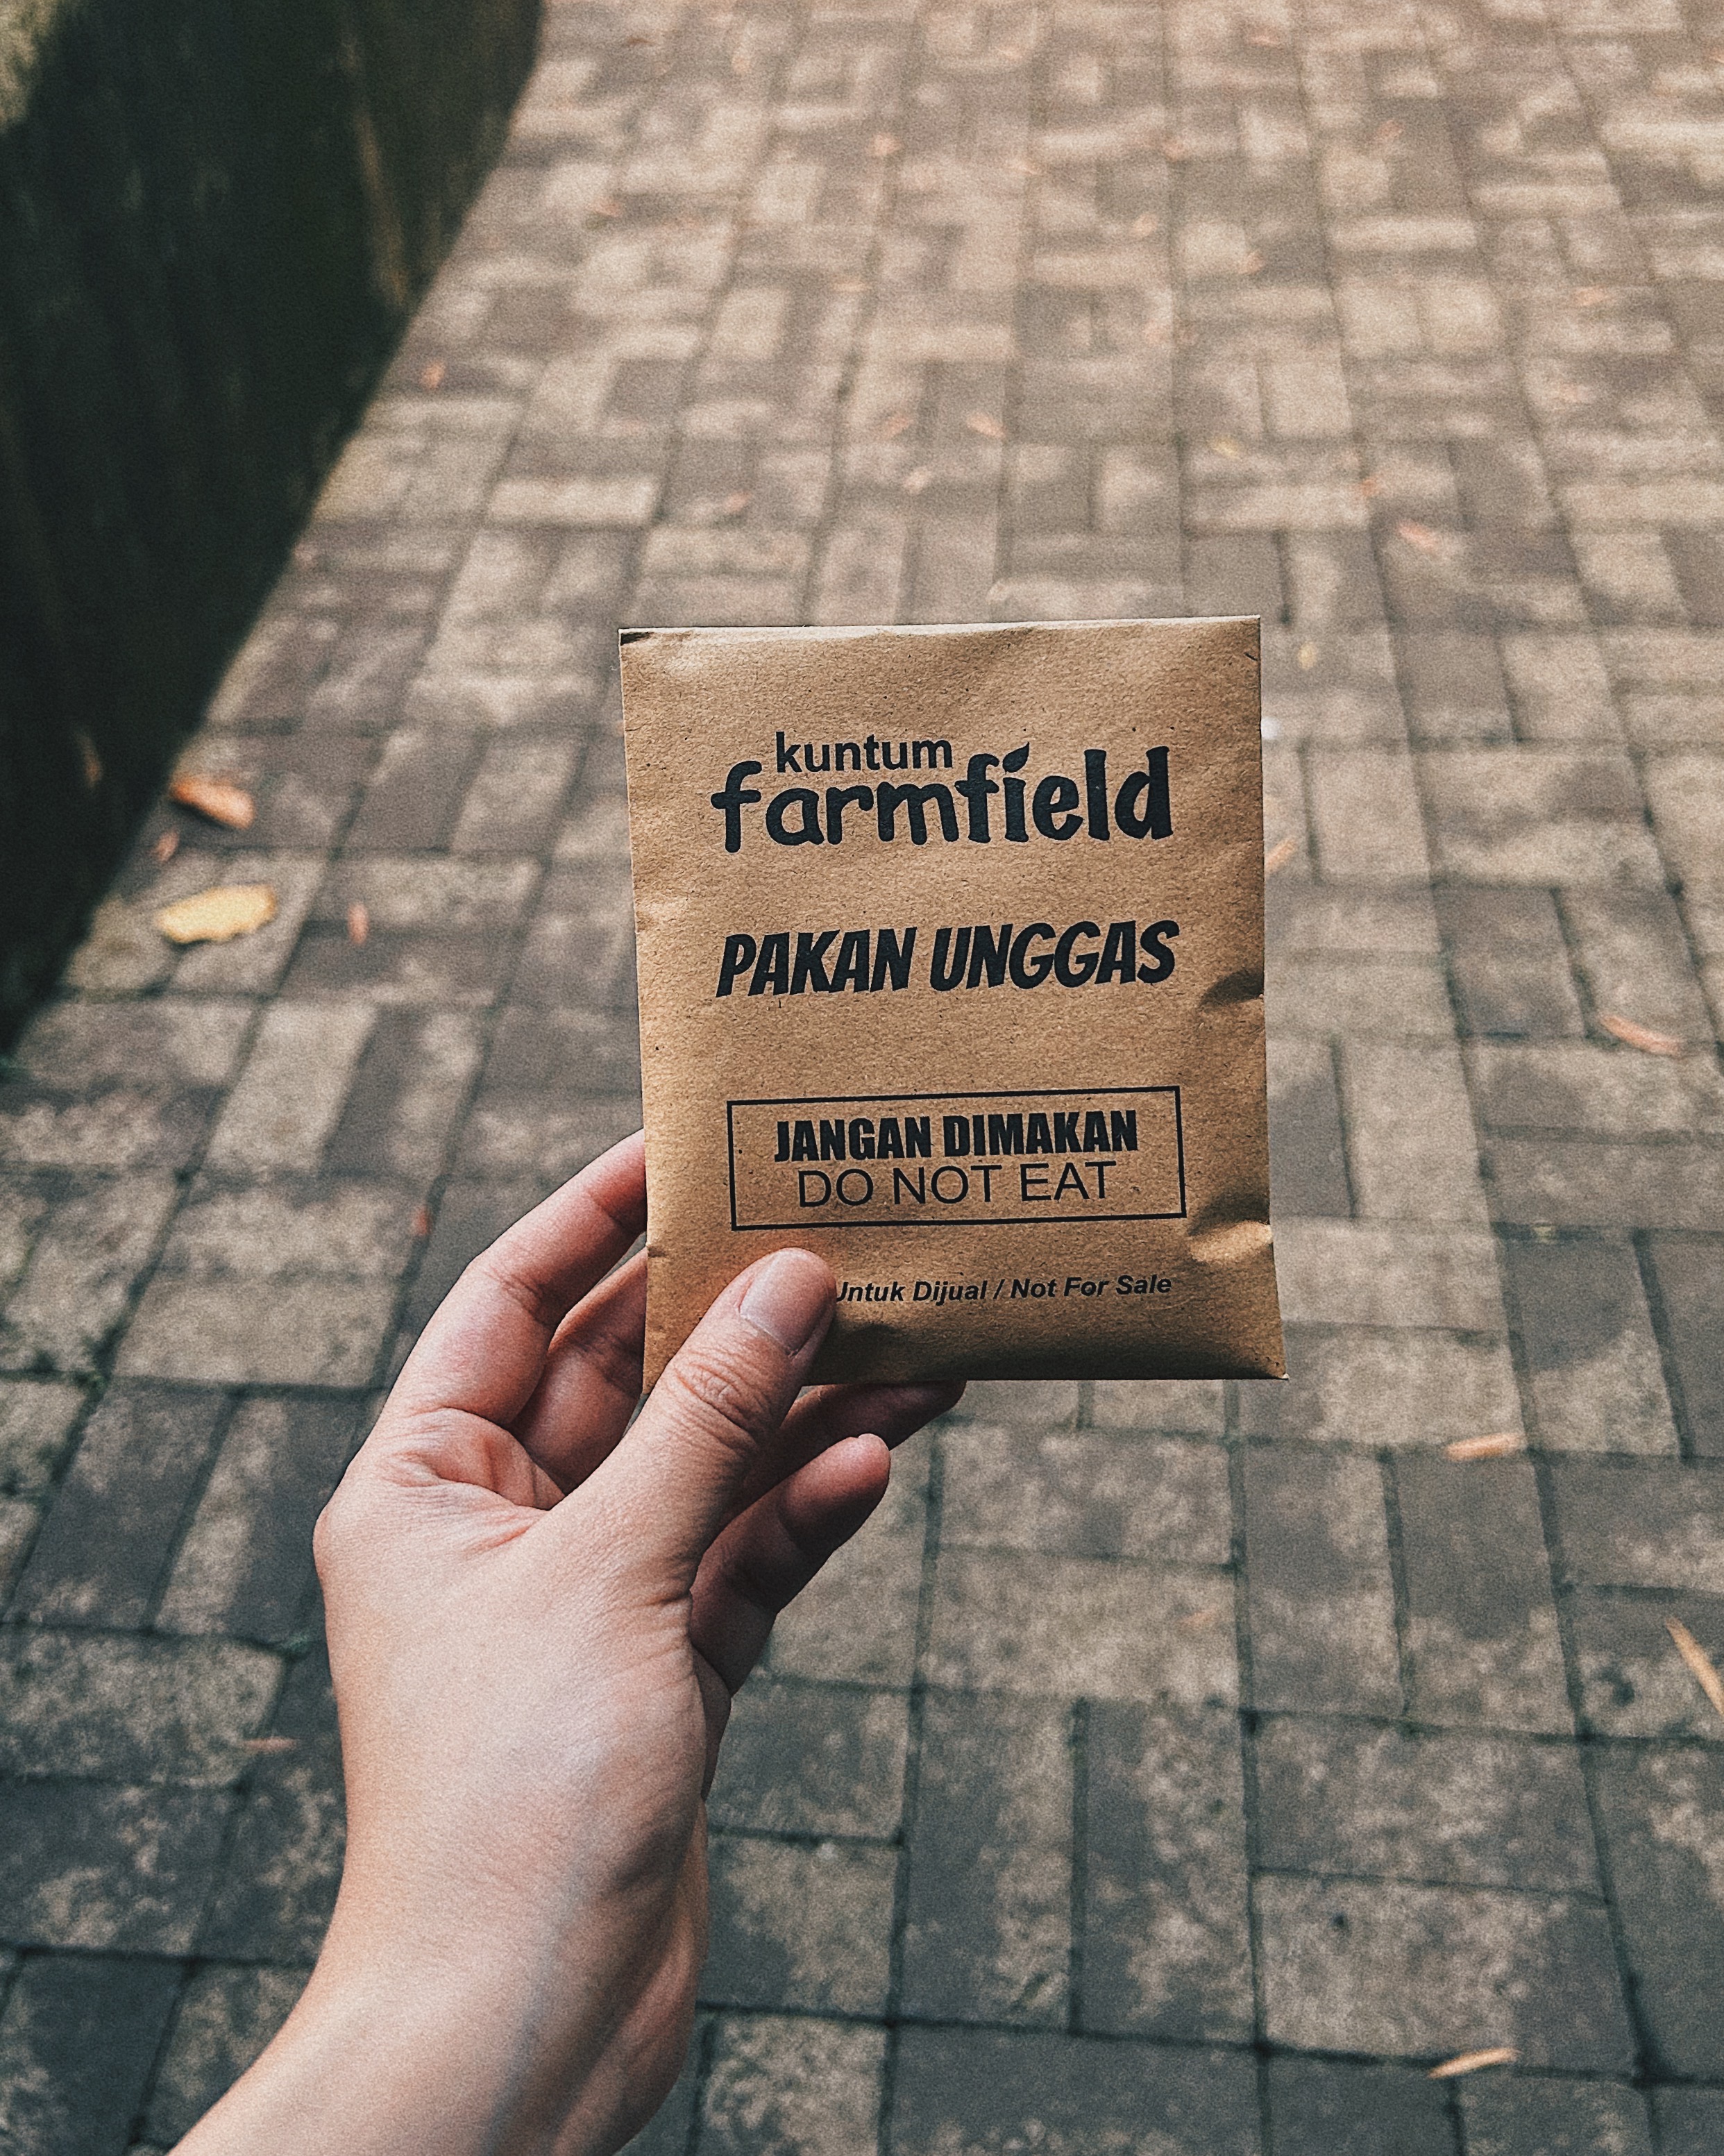 kuntum
farmfield
PAKAN UNGGAS
JANGAN DIMAKAN
DO NOT EAT
Untuk Dijual / Not For Sale